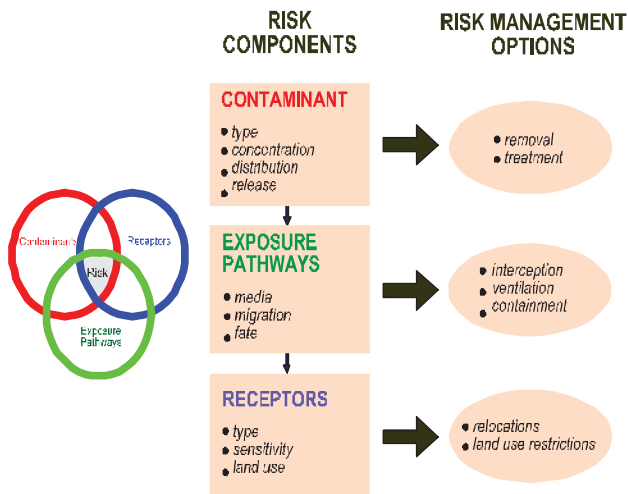 RISK
COMPONENTS
RISK MANAGEMENT
OPTIONS
CONTAMINANT
• type
• concentration
• distribution
• release
• removal
• treatment
Contaminant
Receptors
Risk
Exposure
Pathways
EXPOSURE
PATHWAYS
• media
• migration
• fate
• interception
• ventilation
• containment
RECEPTORS
• type
• sensitivity
• land use
• relocations
• land use restrictions